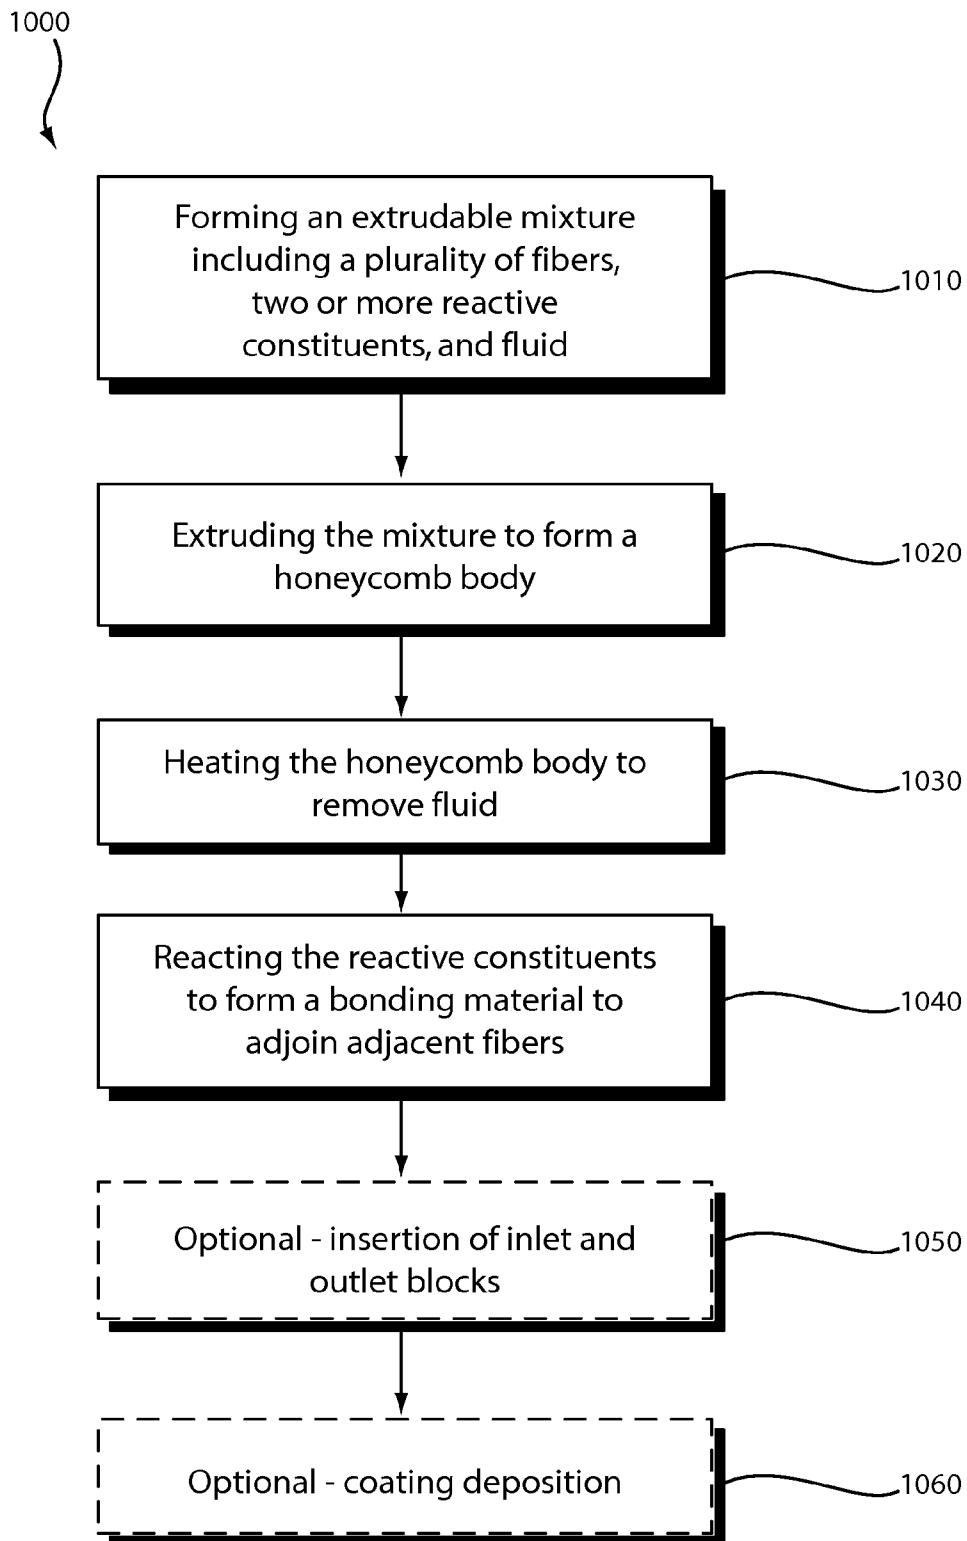 1000
Forming an extrudable mixture
including a plurality of fibers,
two or more reactive
constituents, and fluid
1010
Extruding the mixture to form a
honeycomb body
1020
Heating the honeycomb body to
remove fluid
1030
Reacting the reactive constituents
to form a bonding material to
adjoin adjacent fibers
1040
Optional - insertion of inlet and
outlet blocks
1050
Optional - coating deposition
1060